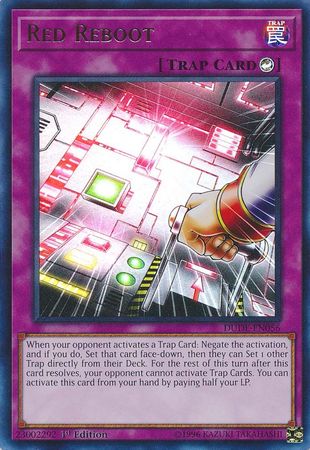 RED REBOOT
TRAP
罠
[TRAP CARD]
DUDE-EN056
When your opponent activates a Trap Card: Negate the activation,
and if you do, Set that card face-down, then they can Set 1 other
Trap directly from their Deck. For the rest of this turn after this
card resolves, your opponent cannot activate Trap Cards. You can
activate this card from your hand by paying half your LP.
23002292
1st Edition
©1996 KAZUKI TAKAHASHI